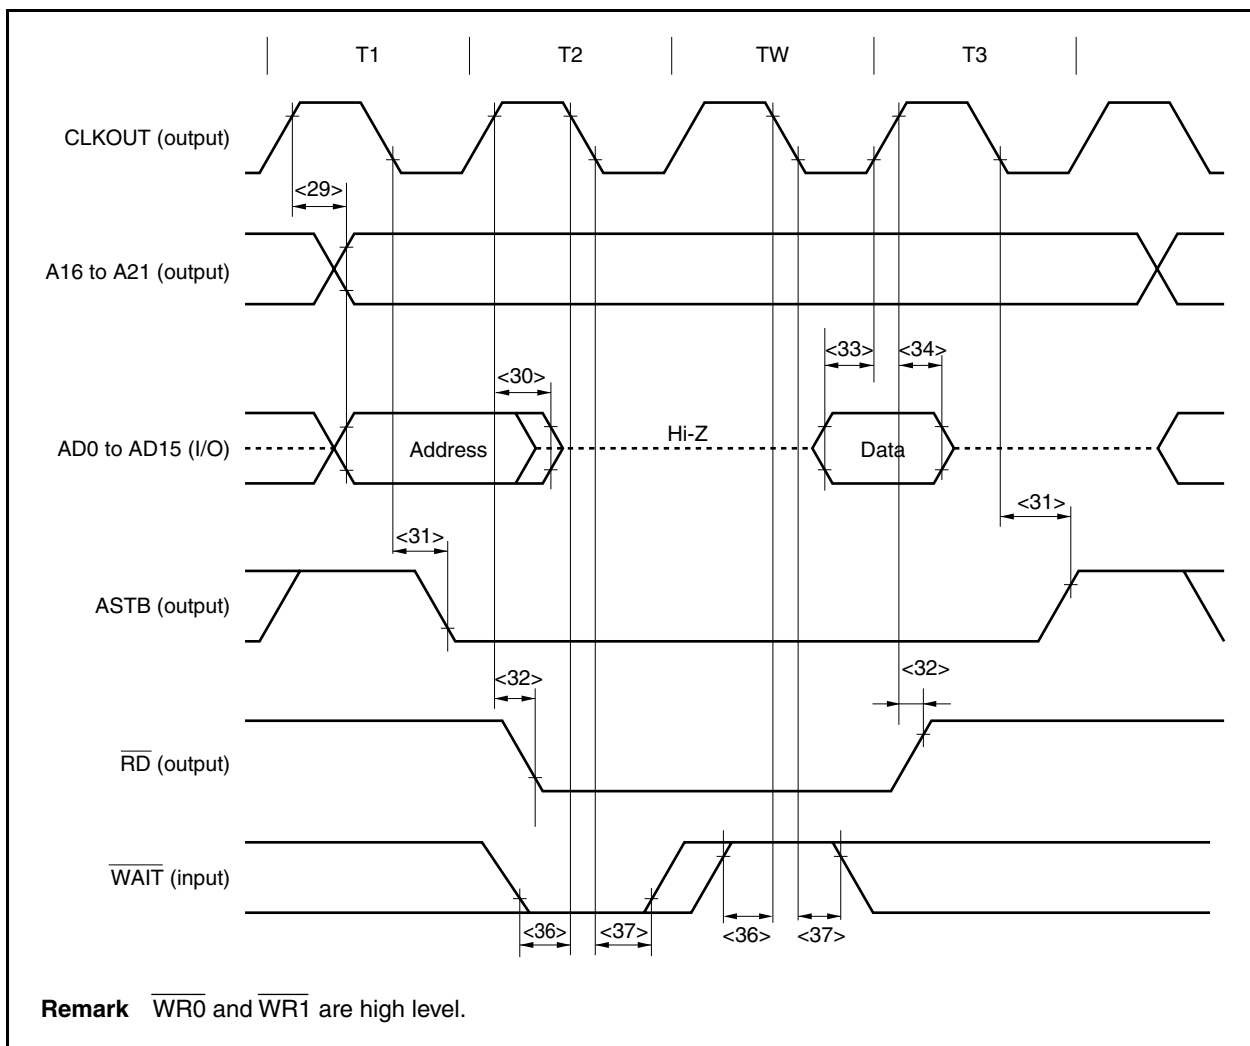 T1 T2 TW T3
CLKOUT (output)
<29>
A16 to A21 (output)
<33> <34>
<30>
AD0 to AD15 (I/O) Address Hi-Z Data
<31> <31>
ASTB (output)
<32> <32>
RD (output)
WAIT (input)
<36> <37> <36> <37>
Remark WR0 and WR1 are high level.